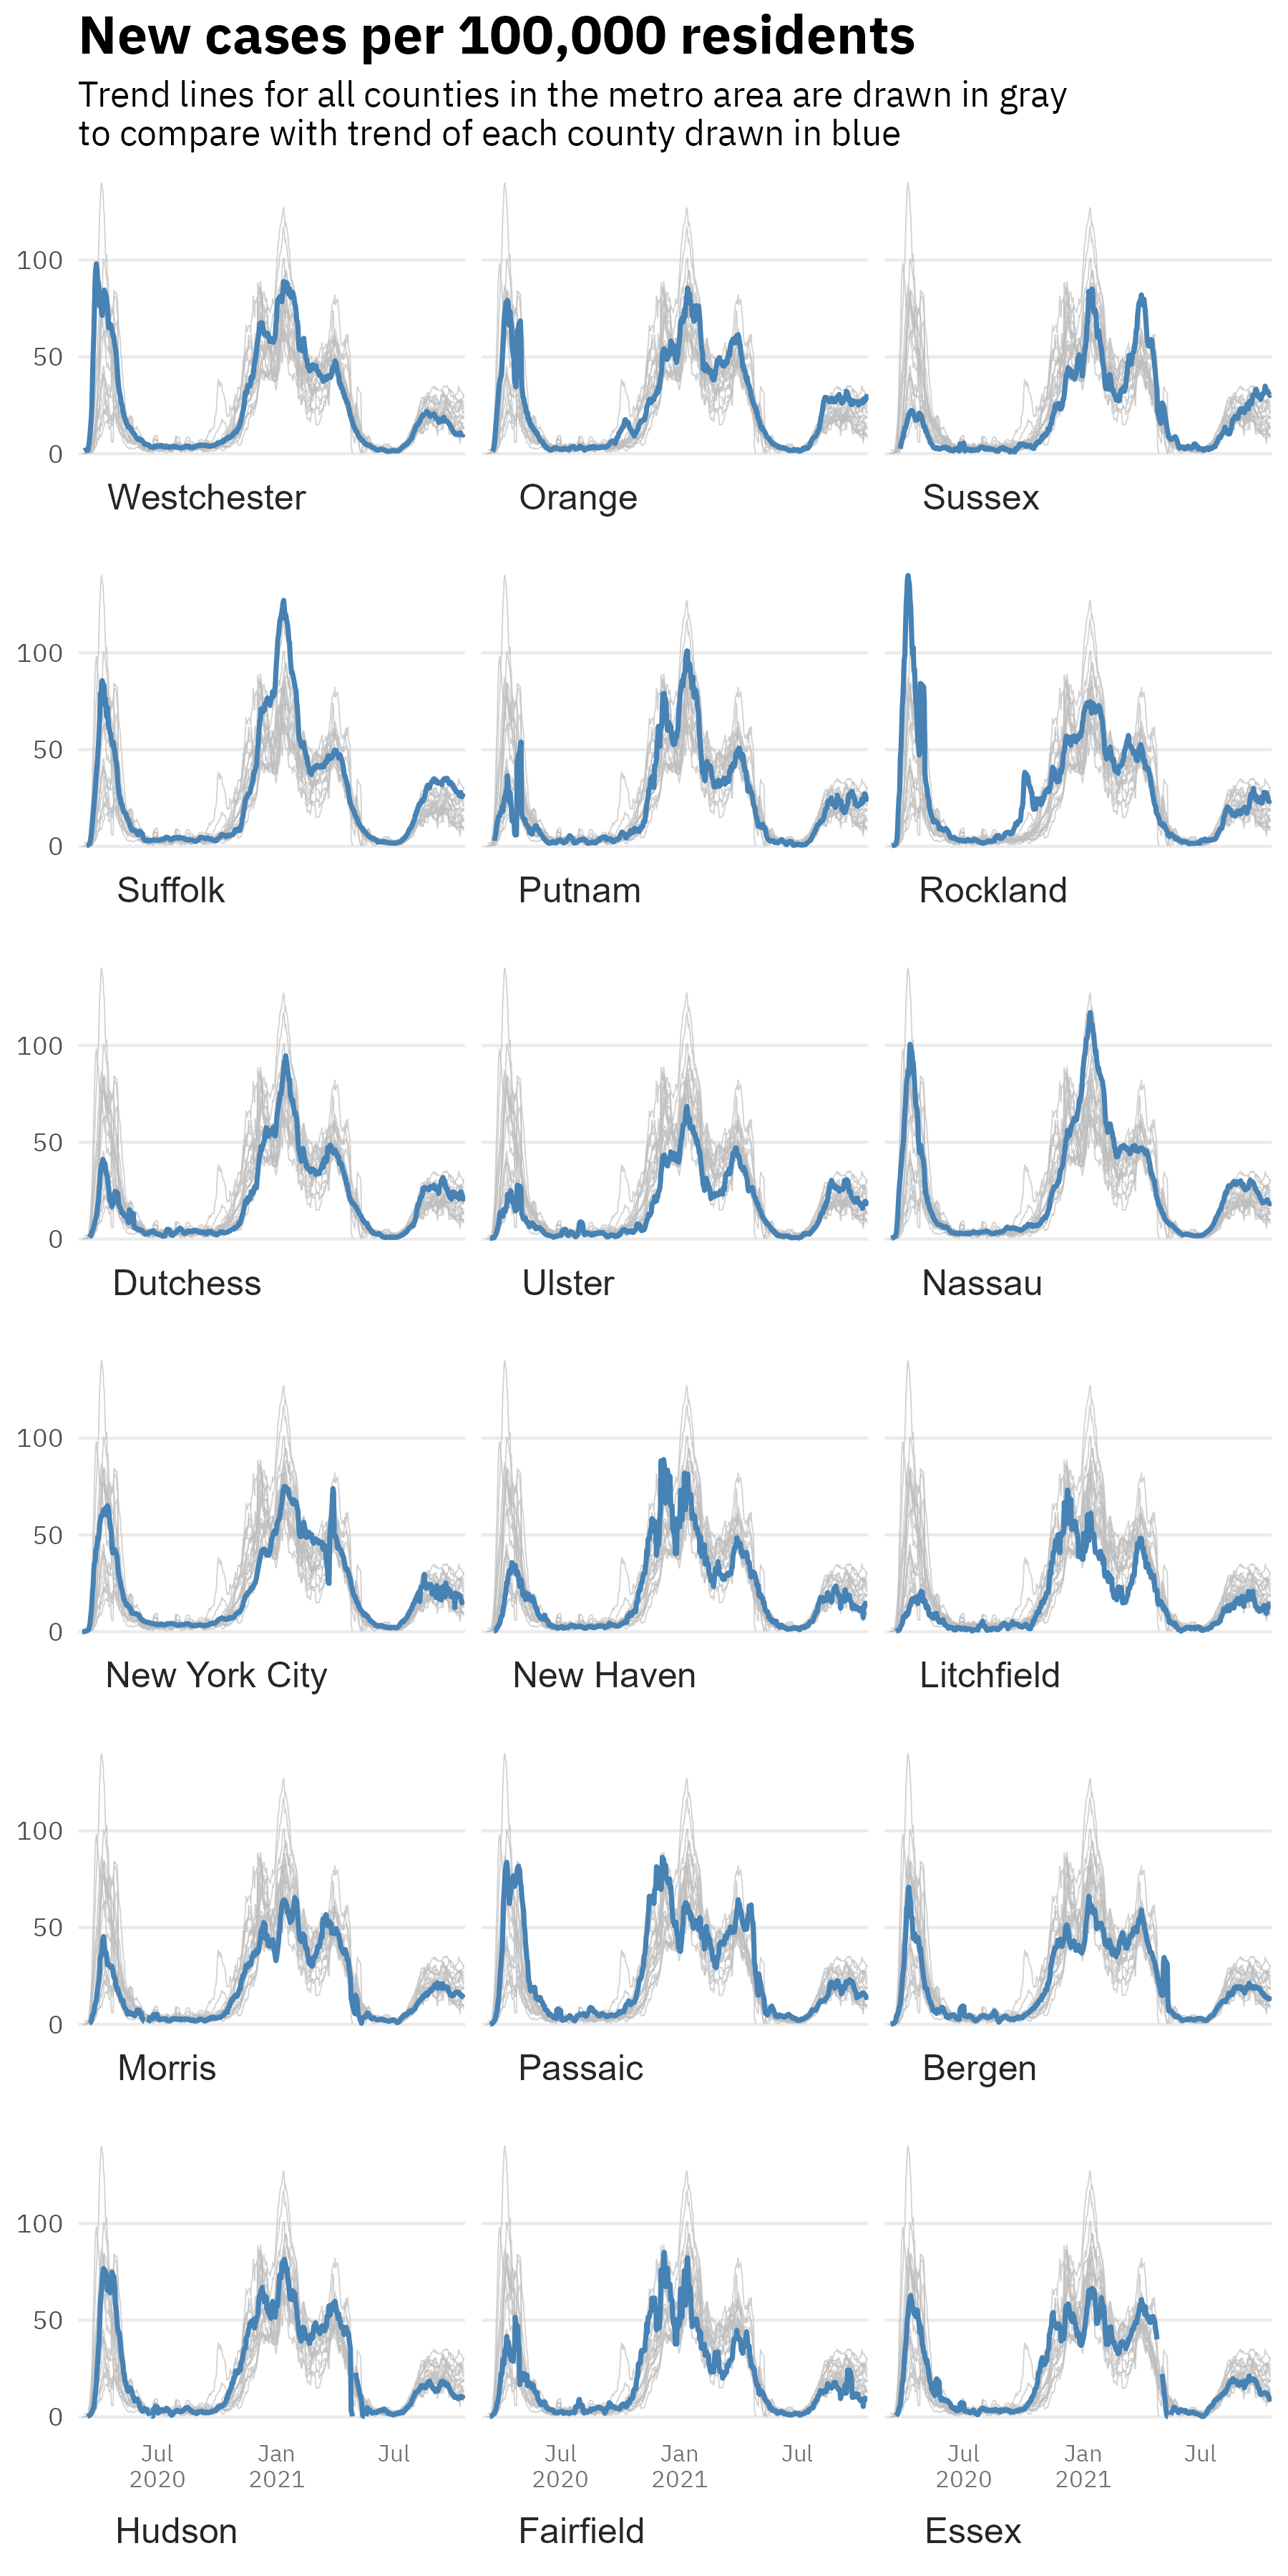 New cases per 100,000 residents
Trend lines for all counties in the metro area are drawn in gray
to compare with trend of each county drawn in blue
100
50
0
Westchester Orange Sussex
100
50
0
Suffolk Putnam Rockland
100
50
0
Dutchess Ulster Nassau
100
50
0
New York City New Haven Litchfield
100
50
0
Morris Passaic Bergen
100
50
0
Jul Jan Jul Jul Jan Jul Jul Jan Jul
2020 2021 2020 2021 2020 2021
Hudson Fairfield Essex